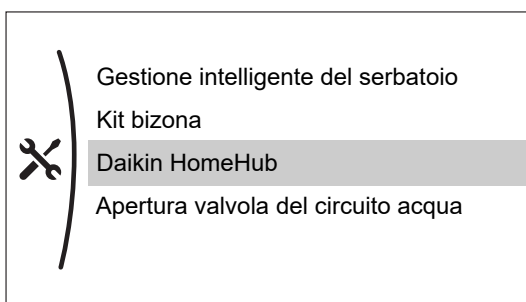 Gestione intelligente del serbatoio
Kit bizona
Daikin HomeHub
Apertura valvola del circuito acqua